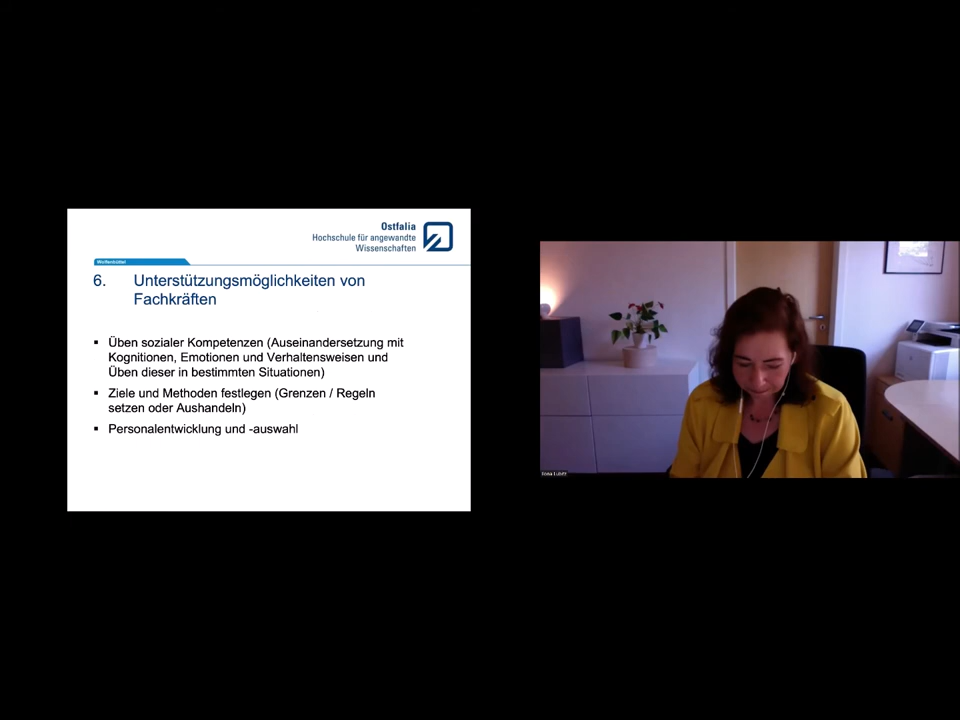 Ostfalia
Hochschule für angewandte
Wissenschaften
Wolfenbüttel
6. Unterstützungsmöglichkeiten von
Fachkräften
▪ Üben sozialer Kompetenzen (Auseinandersetzung mit
Kognitionen, Emotionen und Verhaltensweisen und
Üben dieser in bestimmten Situationen)
▪ Ziele und Methoden festlegen (Grenzen / Regeln
setzen oder Aushandeln)
▪ Personalentwicklung und -auswahl